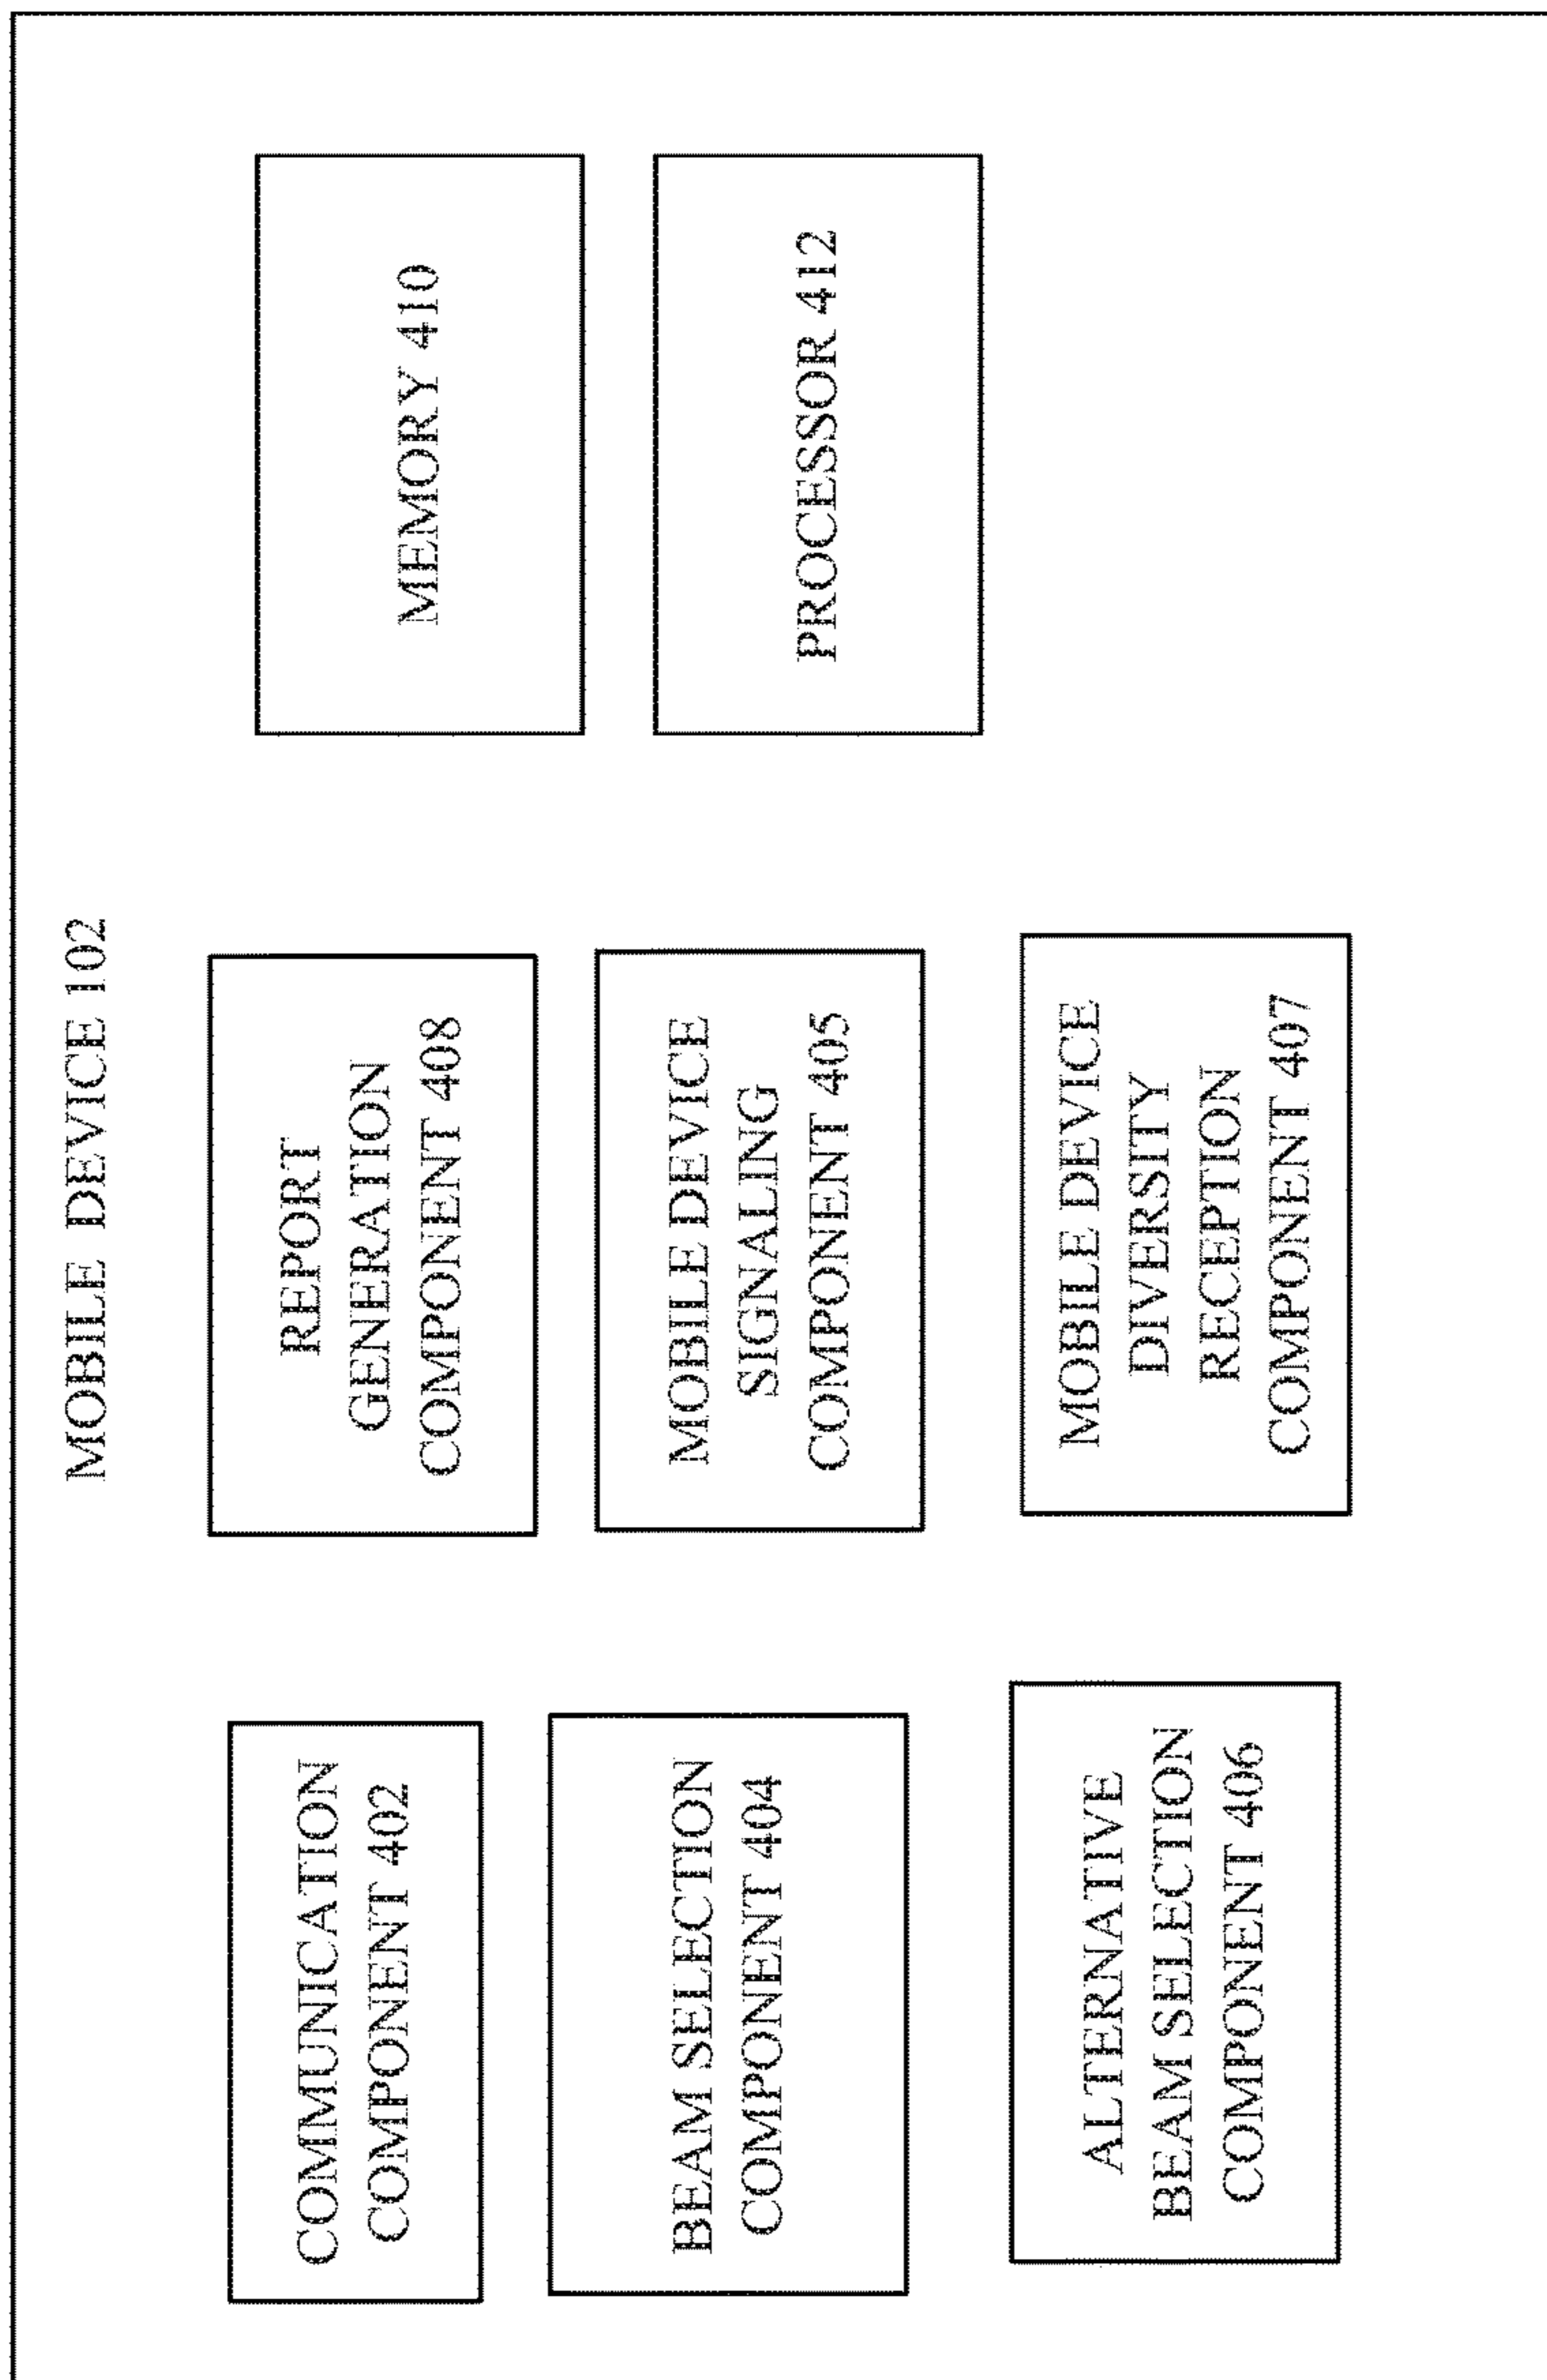 MOBILE DEVICE 102
COMMUNICATION
COMPONENT 402
REPORT
GENERATION
COMPONENT 408
MEMORY 410
BEAM SELECTION
COMPONENT 404
MOBILE DEVICE
SIGNALING
COMPONENT 405
PROCESSOR 412
ALTERNATIVE
BEAM SELECTION
COMPONENT 406
MOBILE DEVICE
DIVERSITY
RECEPTION
COMPONENT 407